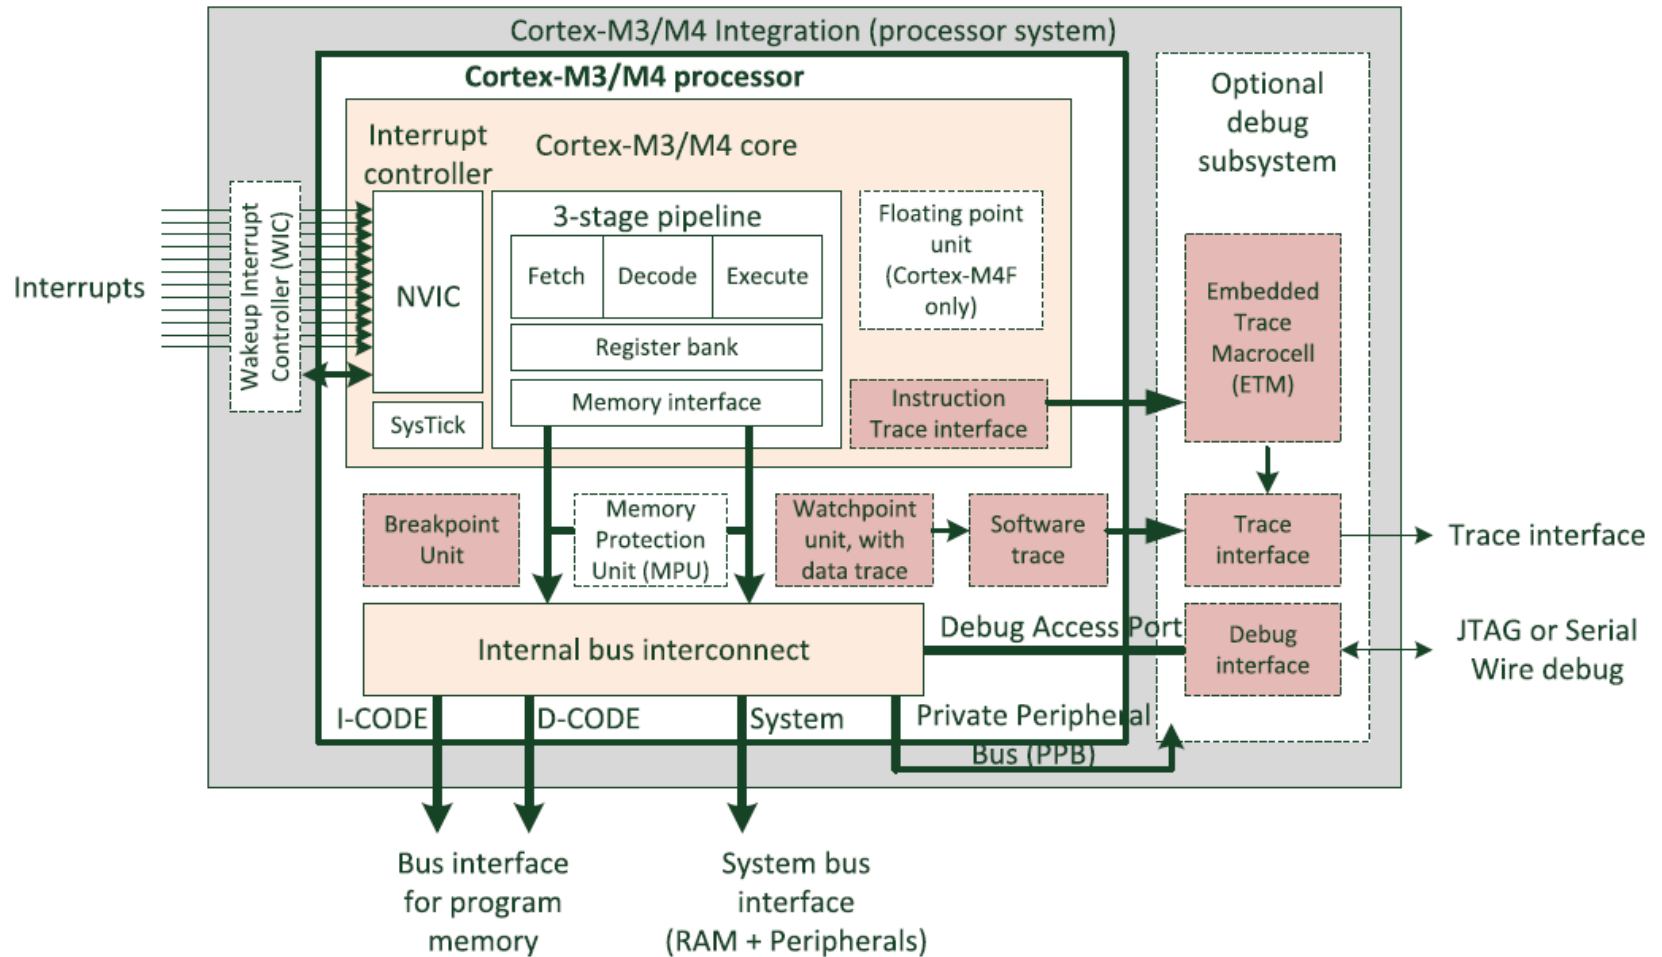 Cortex-M3/M4 Integration (processor system)
Cortex-M3/M4 processor
Interrupt
controller
Cortex-M3/M4 core
Optional
debug
subsystem
Interrupts
Wakeup Interrupt
Controller (WIC)
NVIC
SysTick
3-stage pipeline
Fetch
Decode
Execute
Register bank
Memory interface
Floating point
unit
(Cortex-M4F
only)
Instruction
Trace interface
Embedded
Trace
Macrocell
(ETM)
Breakpoint
Unit
Memory
Protection
Unit (MPU)
Watchpoint
unit, with
data trace
Software
trace
Trace
interface
Trace interface
Internal bus interconnect
Debug Access Port
Debug
interface
JTAG or Serial
Wire debug
I-CODE
D-CODE
System
Private Peripheral
Bus (PPB)
Bus interface
for program
memory
System bus
interface
(RAM + Peripherals)